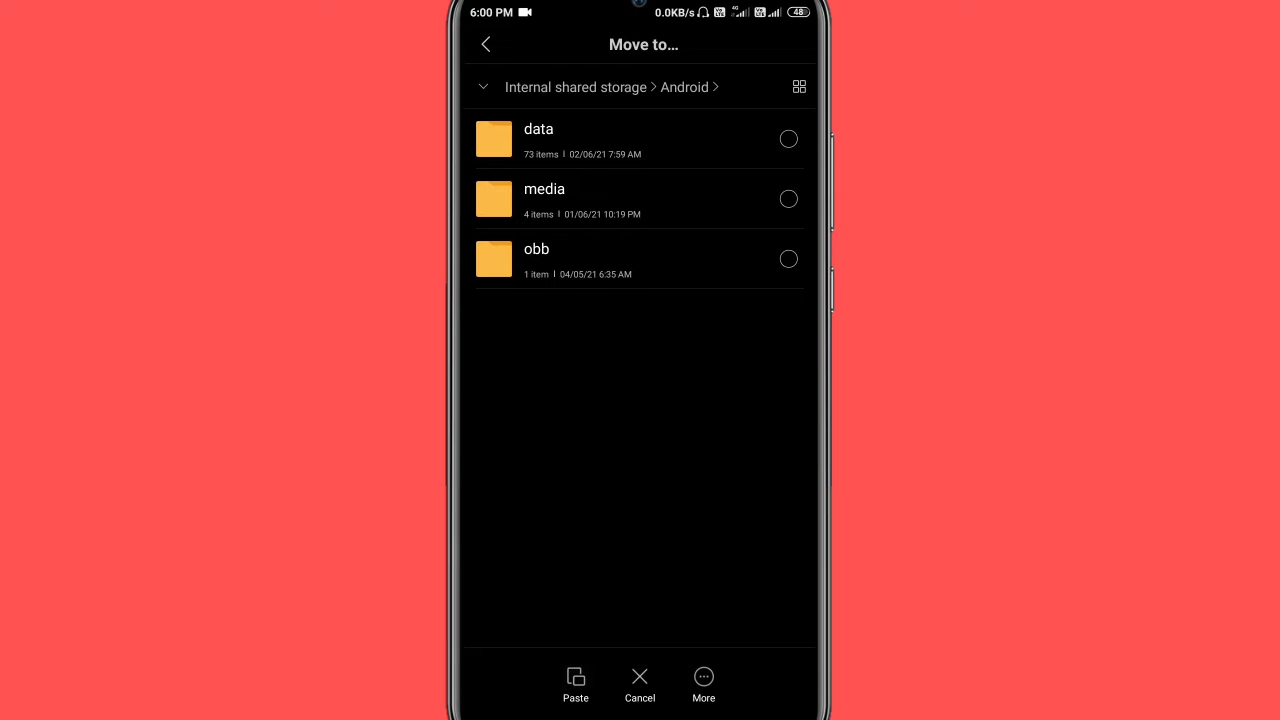 6:00 PM 0.0KB/s 4G 48
Move to...
Internal shared storage > Android >
data
73 items | 02/06/21 7:59 AM
media
4 items | 01/06/21 10:19 PM
obb
1 item | 04/05/21 6:35 AM
Paste Cancel More